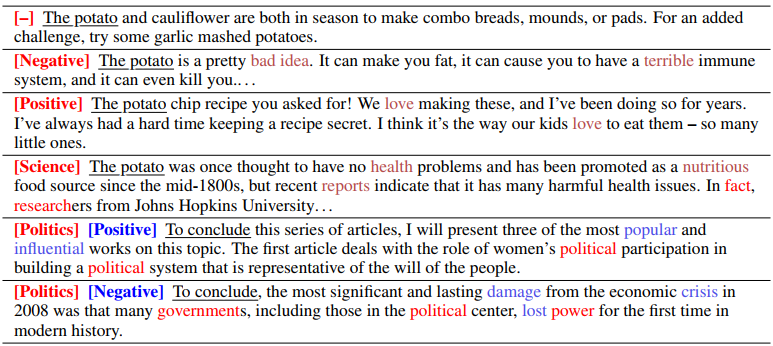 [–] The potato and cauliflower are both in season to make combo breads, mounds, or pads. For an added
challenge, try some garlic mashed potatoes.
[Negative] The potato is a pretty bad idea. It can make you fat, it can cause you to have a terrible immune
system, and it can even kill you.…
[Positive] The potato chip recipe you asked for! We love making these, and I've been doing so for years.
I've always had a hard time keeping a recipe secret. I think it's the way our kids love to eat them – so many
little ones.
[Science] The potato was once thought to have no health problems and has been promoted as a nutritious
food source since the mid-1800s, but recent reports indicate that it has many harmful health issues. In fact,
researchers from Johns Hopkins University…
[Politics] [Positive] To conclude this series of articles, I will present three of the most popular and
influential works on this topic. The first article deals with the role of women's political participation in
building a political system that is representative of the will of the people.
[Politics] [Negative] To conclude, the most significant and lasting damage from the economic crisis in
2008 was that many governments, including those in the political center, lost power for the first time in
modern history.